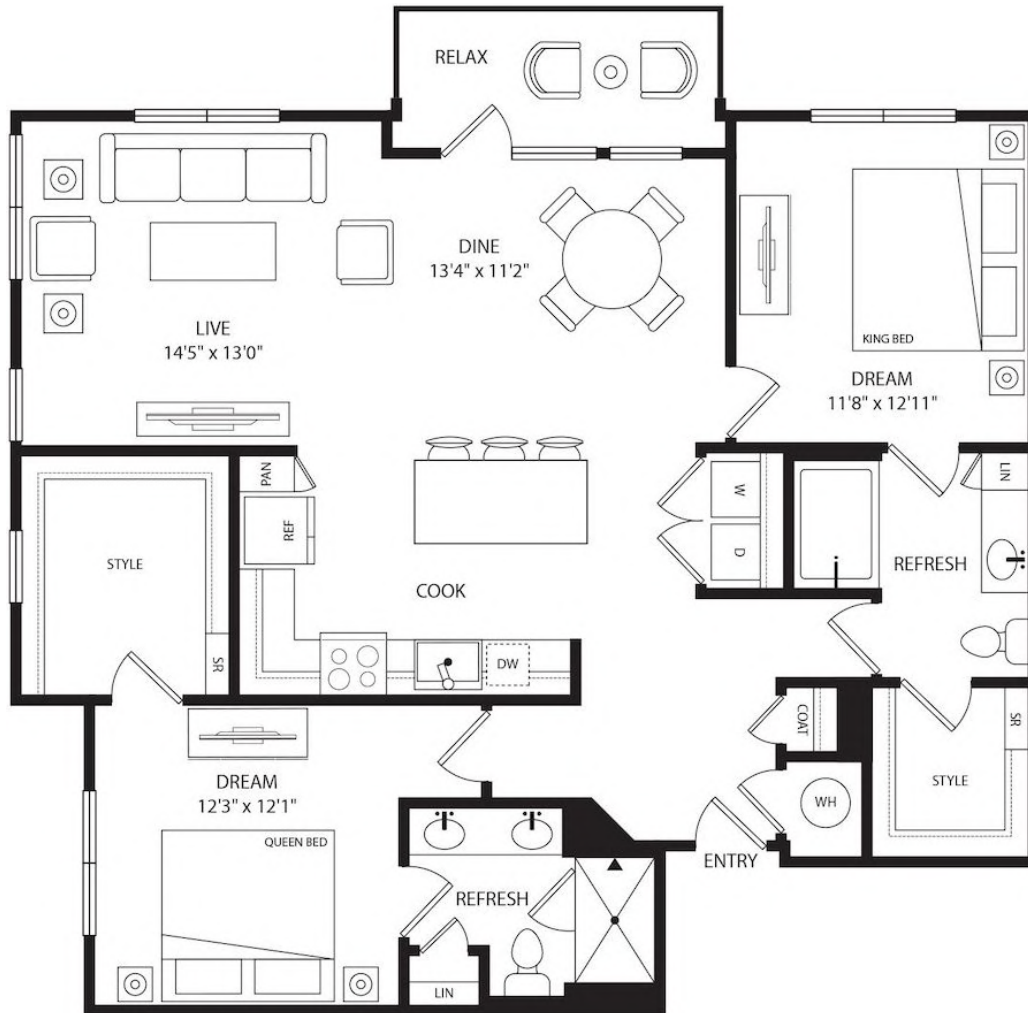 RELAX
DINE
13'4" x 11'2"
LIVE
14'5" x 13'0"
KING BED
DREAM
11'8" x 12'11"
PAN
REF
W
D
LIN
STYLE
SR
COOK
REFRESH
DW
COAT
SR
STYLE
WH
ENTRY
DREAM
12'3" x 12'1"
QUEEN BED
REFRESH
LIN